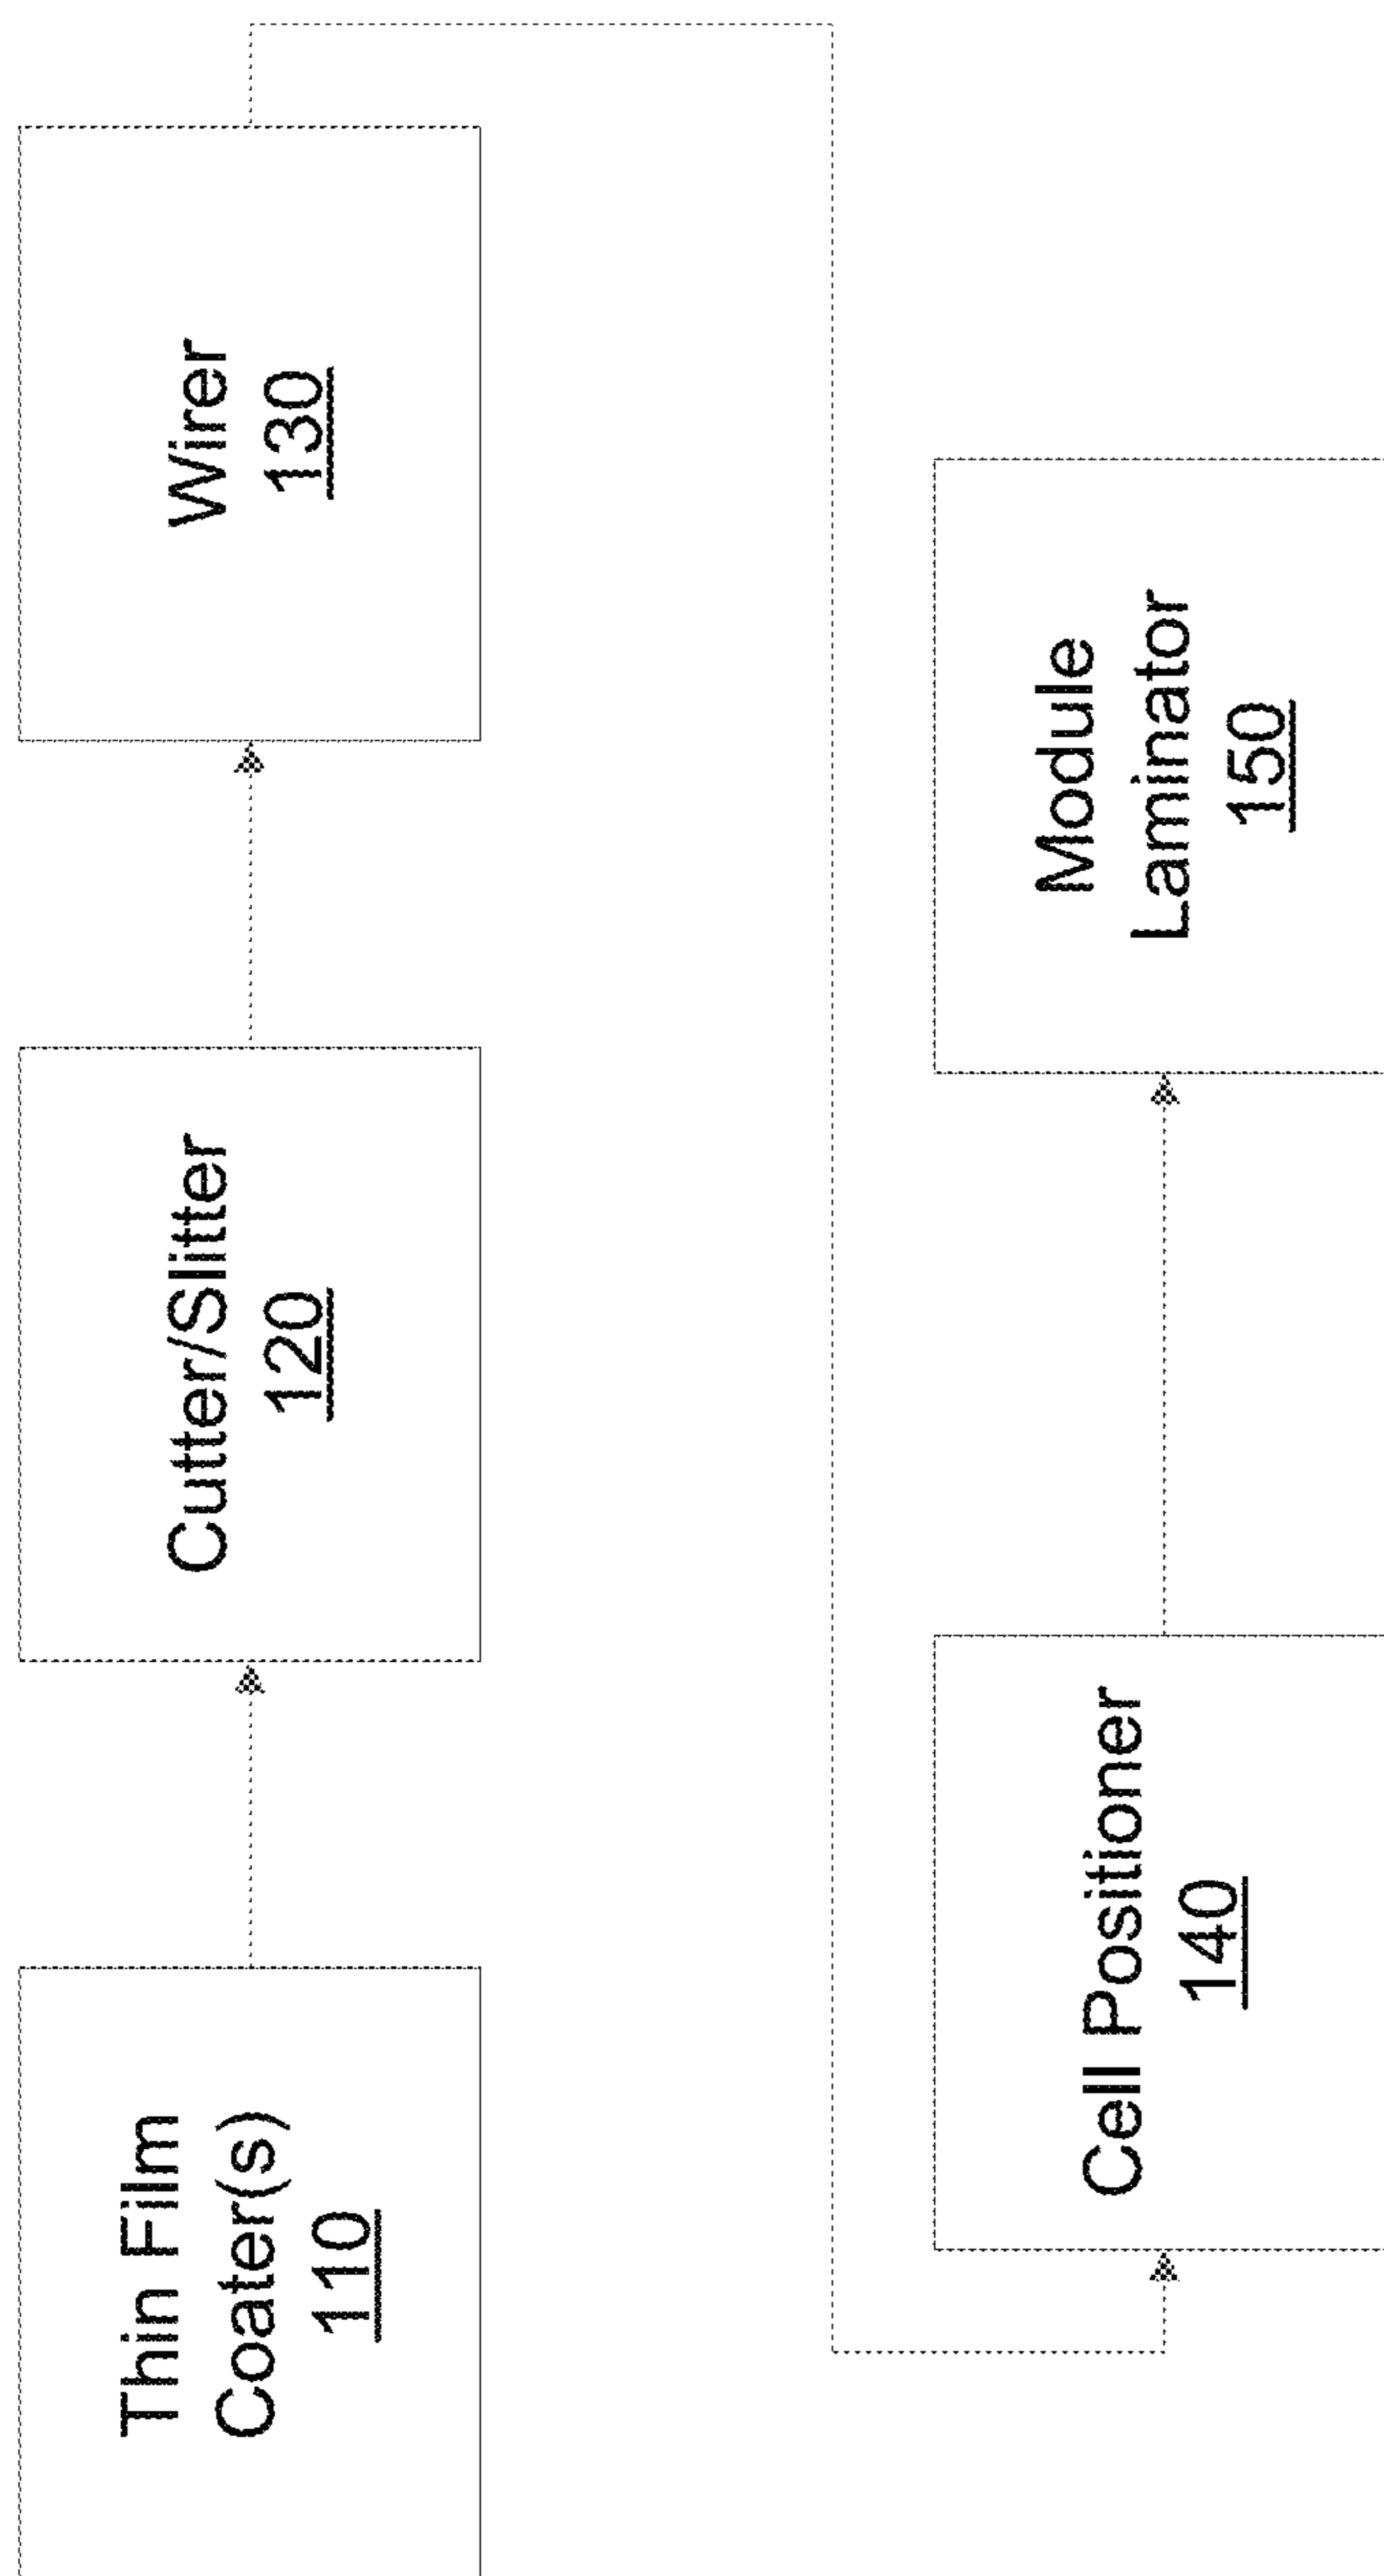 Thin Film
Coater(s)
110
Cutter/Slitter
120
Wirer
130
Cell Positioner
140
Module
Laminator
150